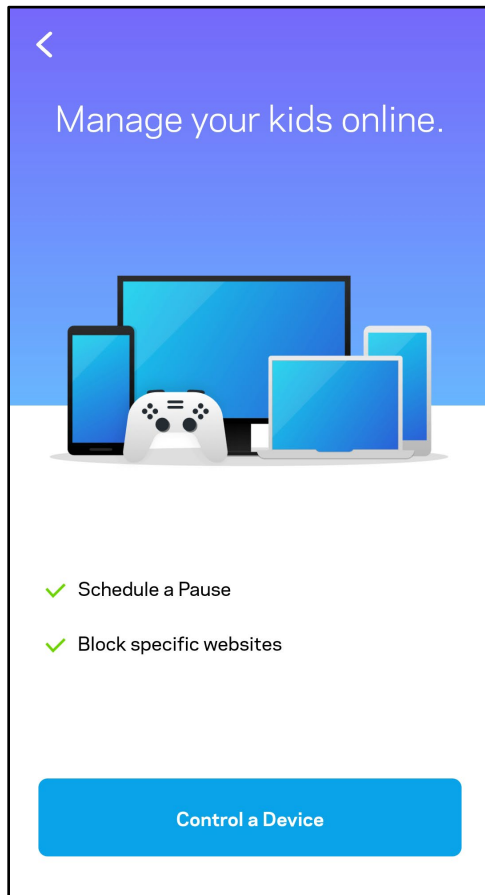 Manage your kids online.
Schedule a Pause
Block specific websites
Control a Device